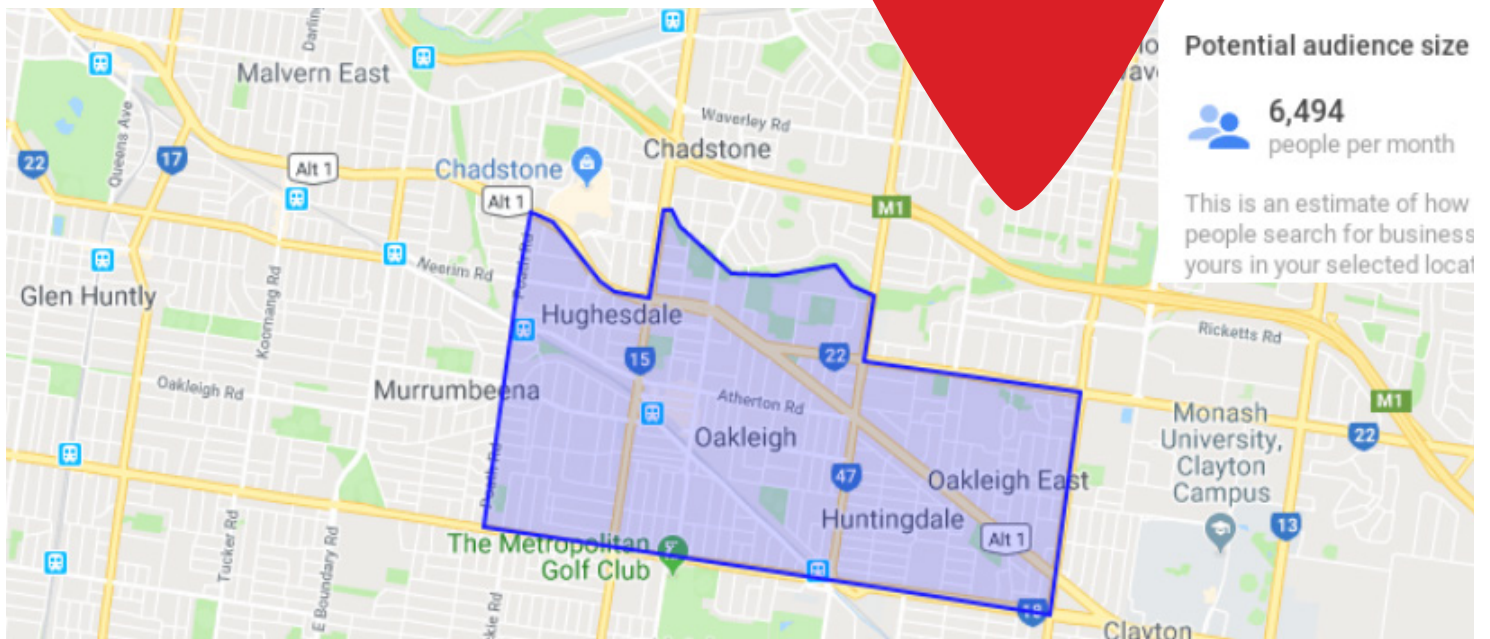 Darling
Malvern East
Queens Ave
22
17
Alt 1
Chadstone
Alt 1
Waverley Rd
Chadstone
M1
Potential audience size
6,494
people per month
This is an estimate of how
people search for business
yours in your selected locat
Neerim Rd
Glen Huntly
Koornang Rd
Hughesdale
15
22
Ricketts Rd
Oakleigh Rd
Murrumbeena
Atherton Rd
Oakleigh
M1
22
Monash
University,
Clayton
Campus
47
Oakleigh East
Huntingdale
Alt 1
13
Tucker Rd
E Boundary Rd
The Metropolitan
Golf Club
Clayton